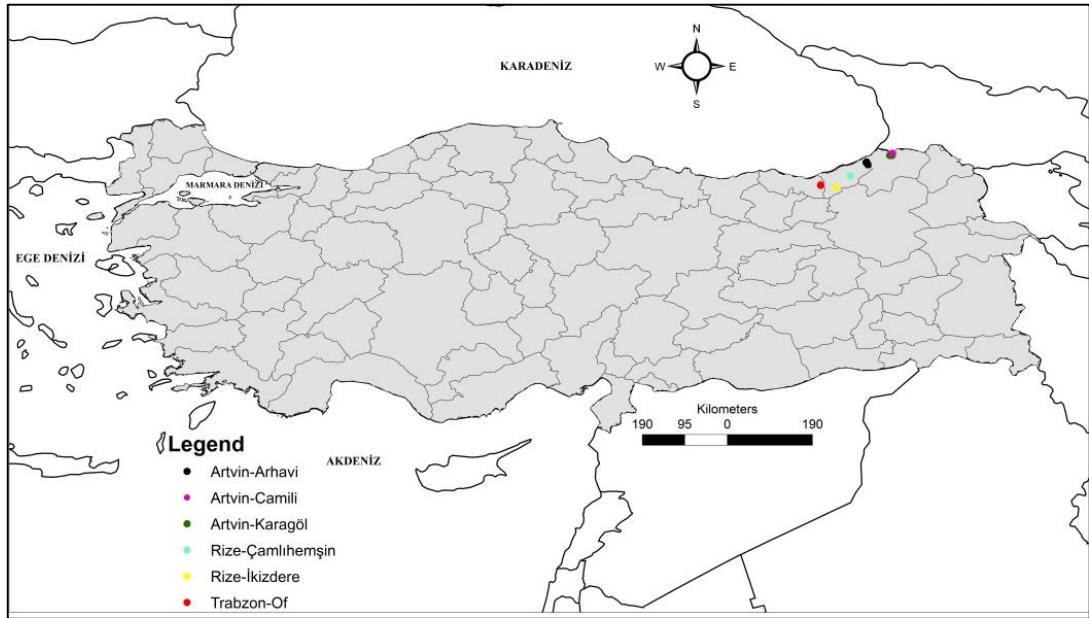 N
KARADENİZ
W E
S
MARMARA DENİZİ
EGE DENİZİ
Kilometers
190 95 0 190
Legend
AKDENİZ
Artvin-Arhavi
Artvin-Camili
Artvin-Karagöl
Rize-Çamlıhemşin
Rize-İkizdere
Trabzon-Of